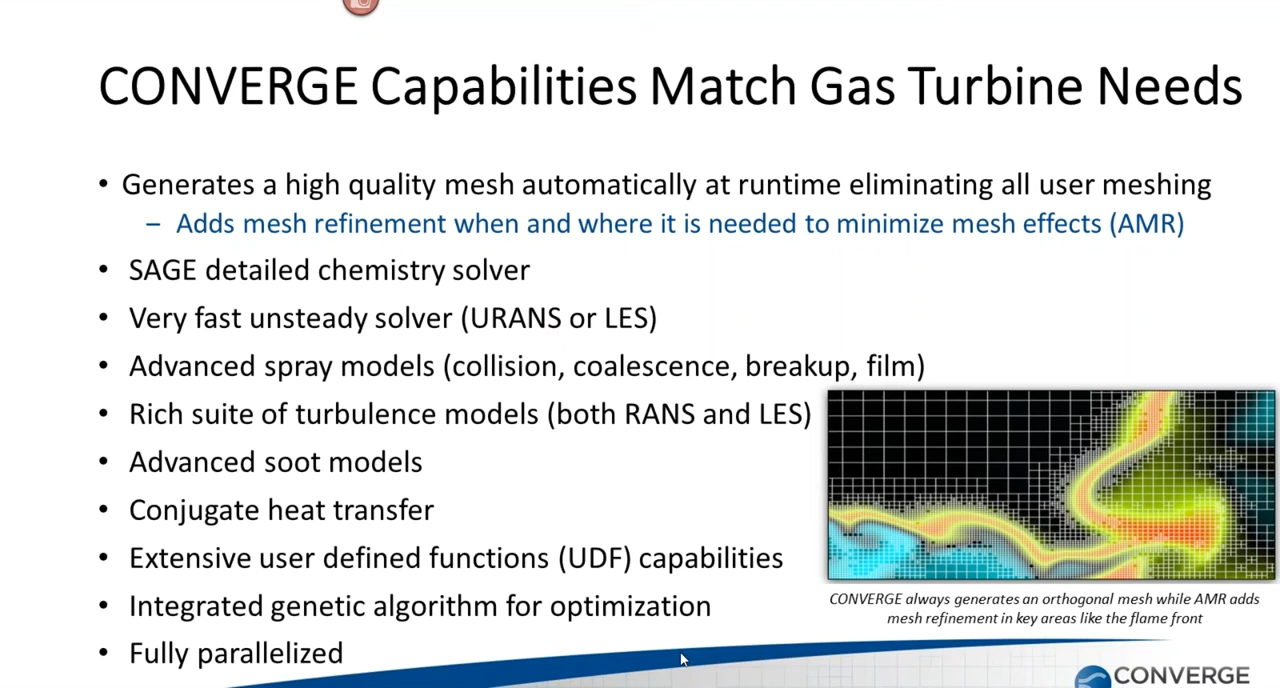 CONVERGE Capabilities Match Gas Turbine Needs
• Generates a high quality mesh automatically at runtime eliminating all user meshing
– Adds mesh refinement when and where it is needed to minimize mesh effects (AMR)
• SAGE detailed chemistry solver
• Very fast unsteady solver (URANS or LES)
• Advanced spray models (collision, coalescence, breakup, film)
• Rich suite of turbulence models (both RANS and LES)
• Advanced soot models
• Conjugate heat transfer
• Extensive user defined functions (UDF) capabilities
• Integrated genetic algorithm for optimization
• Fully parallelized
CONVERGE always generates an orthogonal mesh while AMR adds
mesh refinement in key areas like the flame front
CONVERGE